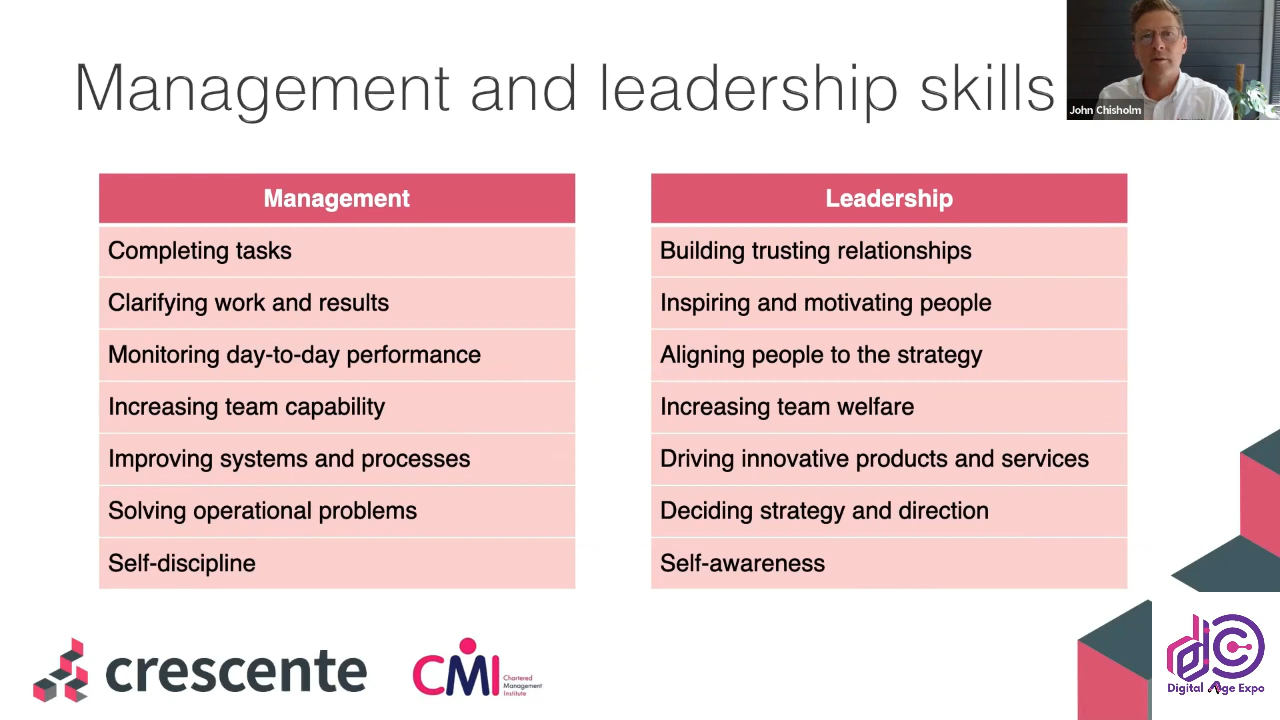 Management and leadership skills
John Chisholm
Management
Completing tasks
Clarifying work and results
Monitoring day-to-day performance
Increasing team capability
Improving systems and processes
Solving operational problems
Self-discipline
Leadership
Building trusting relationships
Inspiring and motivating people
Aligning people to the strategy
Increasing team welfare
Driving innovative products and services
Deciding strategy and direction
Self-awareness
crescente
CMI
Chartered
Management
Institute
dc
Digital Age Expo